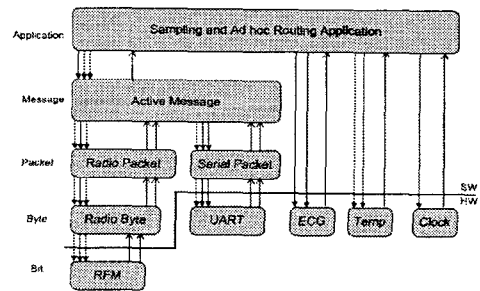 Application
Sampling and Ad hoc Routing Application
Message
Active Message
Packet
Radio Packet
Serial Packet
SW
HW
Byte
Radio Byte
UART
ECG
Temp
Clock
Bit
RFM